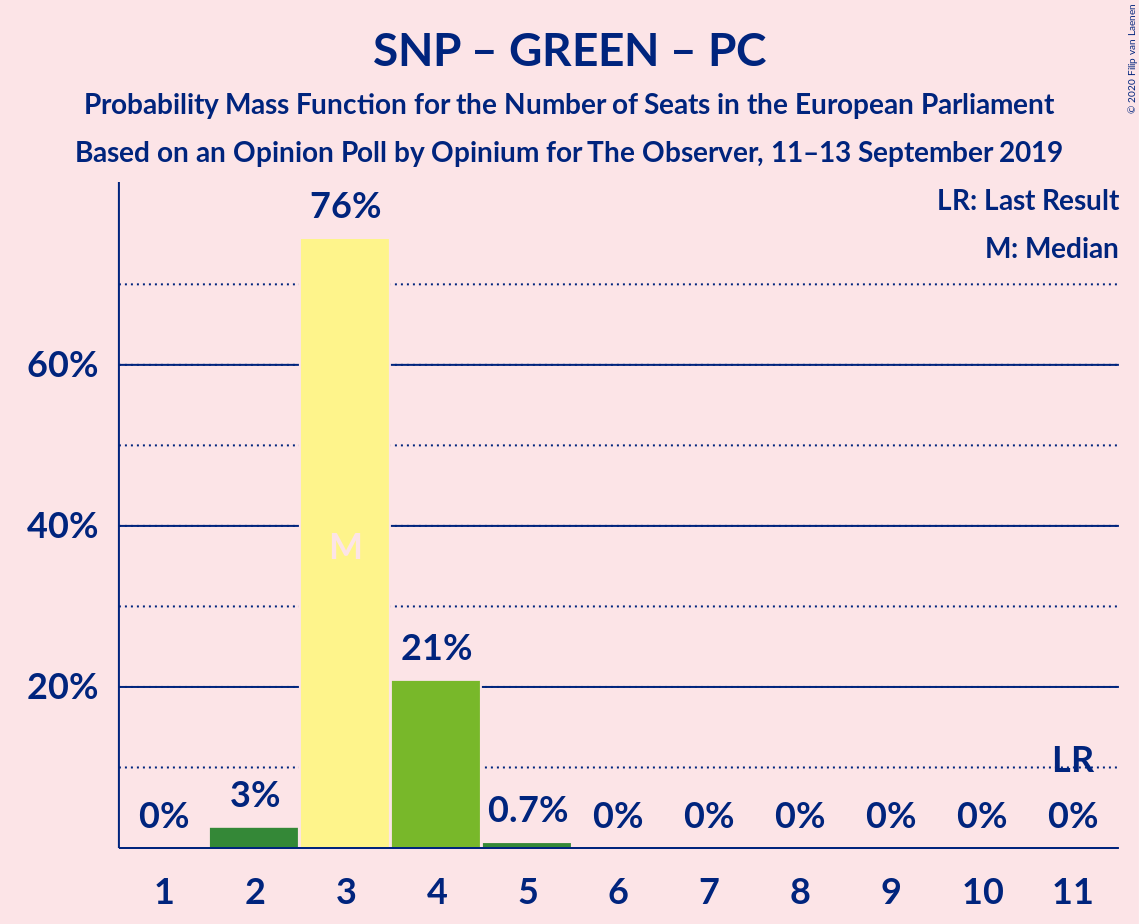 SNP – GREEN – PC
Probability Mass Function for the Number of Seats in the European Parliament
Based on an Opinion Poll by Opinium for The Observer, 11–13 September 2019
© 2020 Filip van Laenen
LR: Last Result
M: Median
76%
60%
40%
M
21%
20%
LR
0% 3% 0.7% 0% 0% 0% 0% 0% 0%
1 2 3 4 5 6 7 8 9 10 11